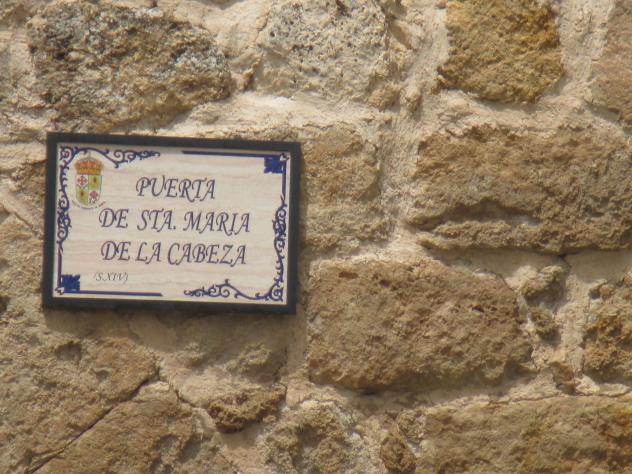 PUERTA
DE STA. MARIA
DE LA CABEZA
(S.XIV)